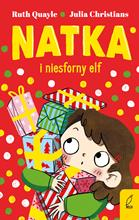 Ruth Quayle • Julia Christians
NATKA
i niesforny elf